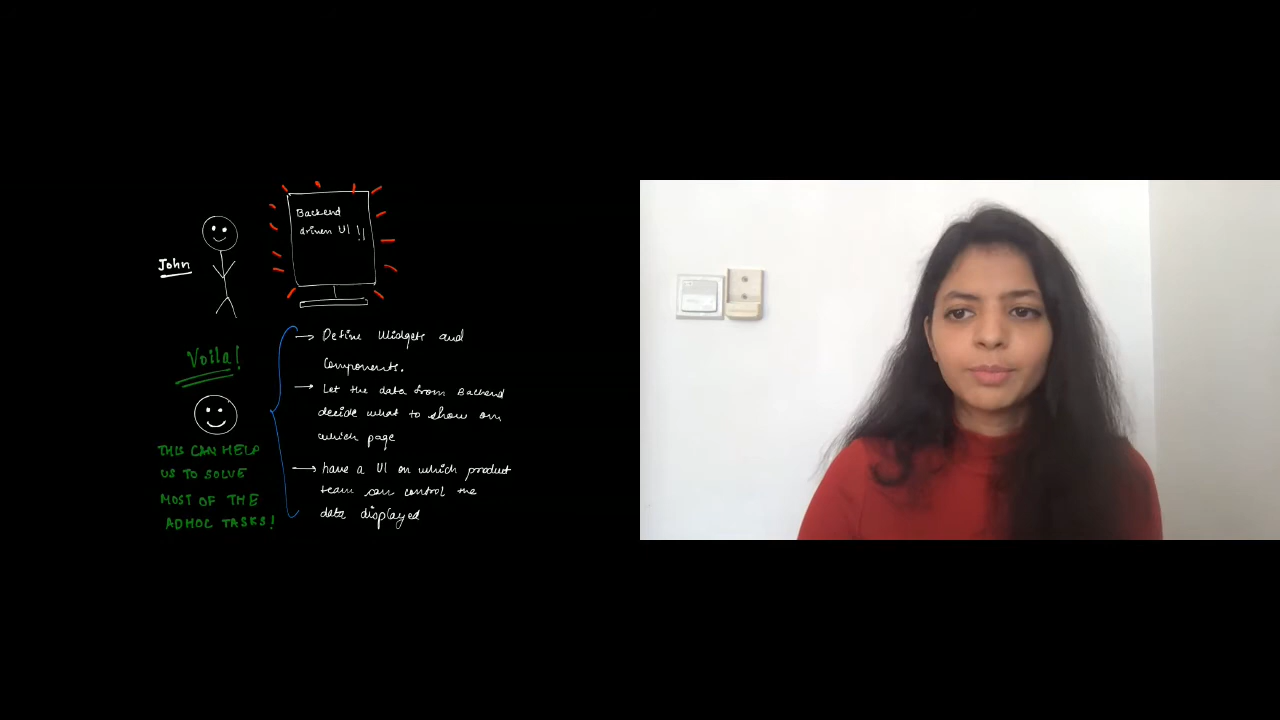 Backend
driven UI !!
John
→ Define Widgets and
Components.
→ Let the data from Backend
decide what to show on
which page
→ have a UI on which product
team can control the
data displayed
Voila!
THIS CAN HELP
US TO SOLVE
MOST OF THE
ADHOC TASKS!